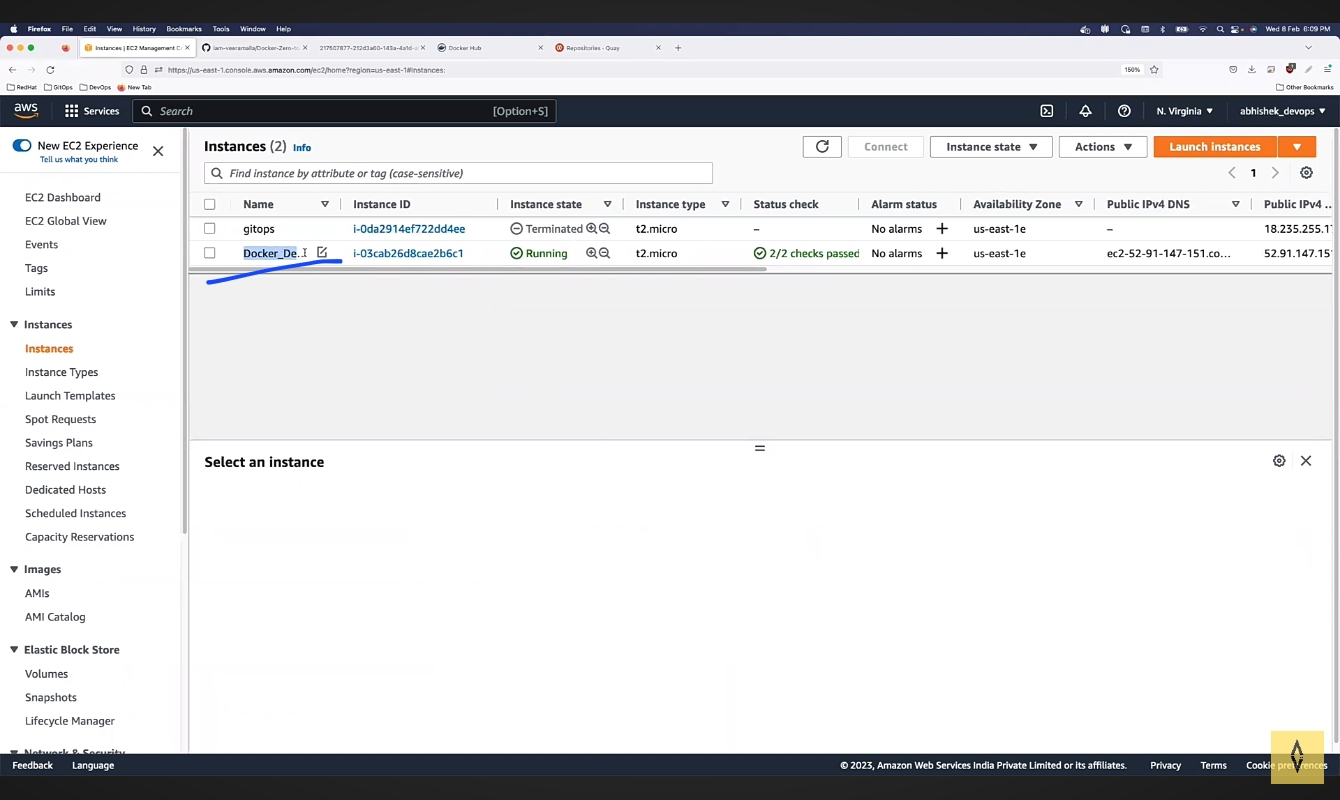 Firefox File Edit View History Bookmarks Tools Window Help Wed 8 Feb 6:09 PM
Instances | EC2 Management C iam-veeramalla/Docker-Zero-to Docker Hub Repositories · Quay
https://us-east-1.console.aws.amazon.com/ec2/home?region=us-east-1#Instances: 150%
RedHat GitOps DevOps New Tab Other Bookmarks
aws Services Search [Option+S] N. Virginia abhishek_devops
New EC2 Experience
Tell us what you think
EC2 Dashboard
EC2 Global View
Events
Tags
Limits
Instances
Instances
Instance Types
Launch Templates
Spot Requests
Savings Plans
Reserved Instances
Dedicated Hosts
Scheduled Instances
Capacity Reservations
Images
AMIs
AMI Catalog
Elastic Block Store
Volumes
Snapshots
Lifecycle Manager
Network & Security
Instances (2) Info Connect Instance state Actions Launch instances
Find instance by attribute or tag (case-sensitive) 1
Name Instance ID Instance state Instance type Status check Alarm status Availability Zone Public IPv4 DNS Public IPv4 ...
gitops i-0da2914ef722dd4ee Terminated t2.micro – No alarms + us-east-1e – 18.235.255.1
Docker_De... i-03cab26d8cae2b6c1 Running t2.micro 2/2 checks passed No alarms + us-east-1e ec2-52-91-147-151.co... 52.91.147.15
Select an instance
Feedback Language © 2023, Amazon Web Services India Private Limited or its affiliates. Privacy Terms Cookie preferences